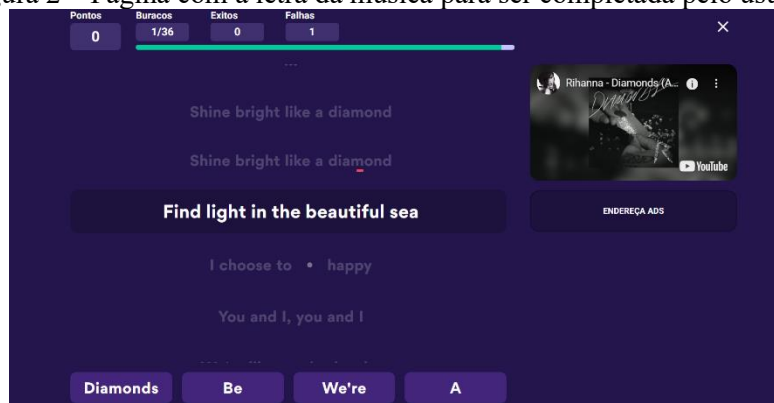 Figura 2 – Página com a letra da música para ser completada pelo usu
Pontos Buracos Exitos Falhas
0 1/36 0 1
...
Shine bright like a diamond
Shine bright like a diamond
Find light in the beautiful sea
I choose to • happy
You and I, you and I
Diamonds Be We're A
Rihanna - Diamonds (A...
YouTube
ENDEREÇA ADS